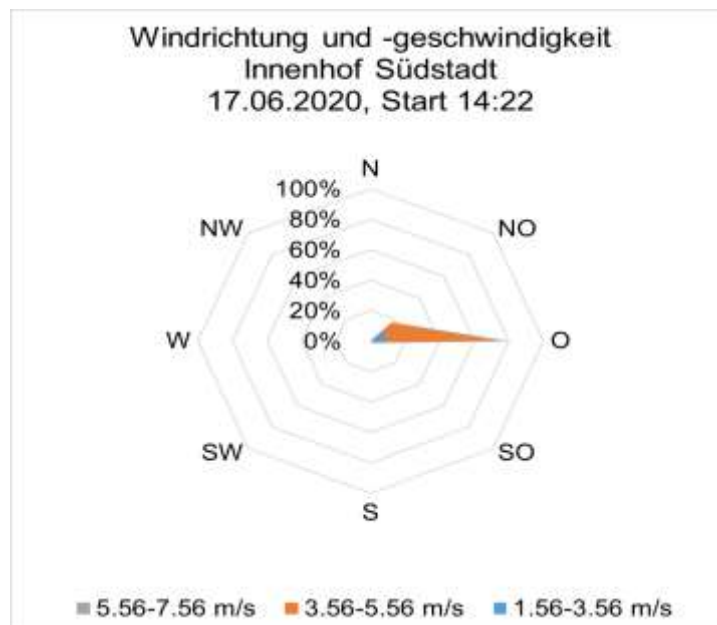 Windrichtung und -geschwindigkeit
Innenhof Südstadt
17.06.2020, Start 14:22
N
100%
NW
80%
NO
60%
40%
20%
W
0%
O
SW
SO
S
5.56-7.56 m/s 3.56-5.56 m/s 1.56-3.56 m/s